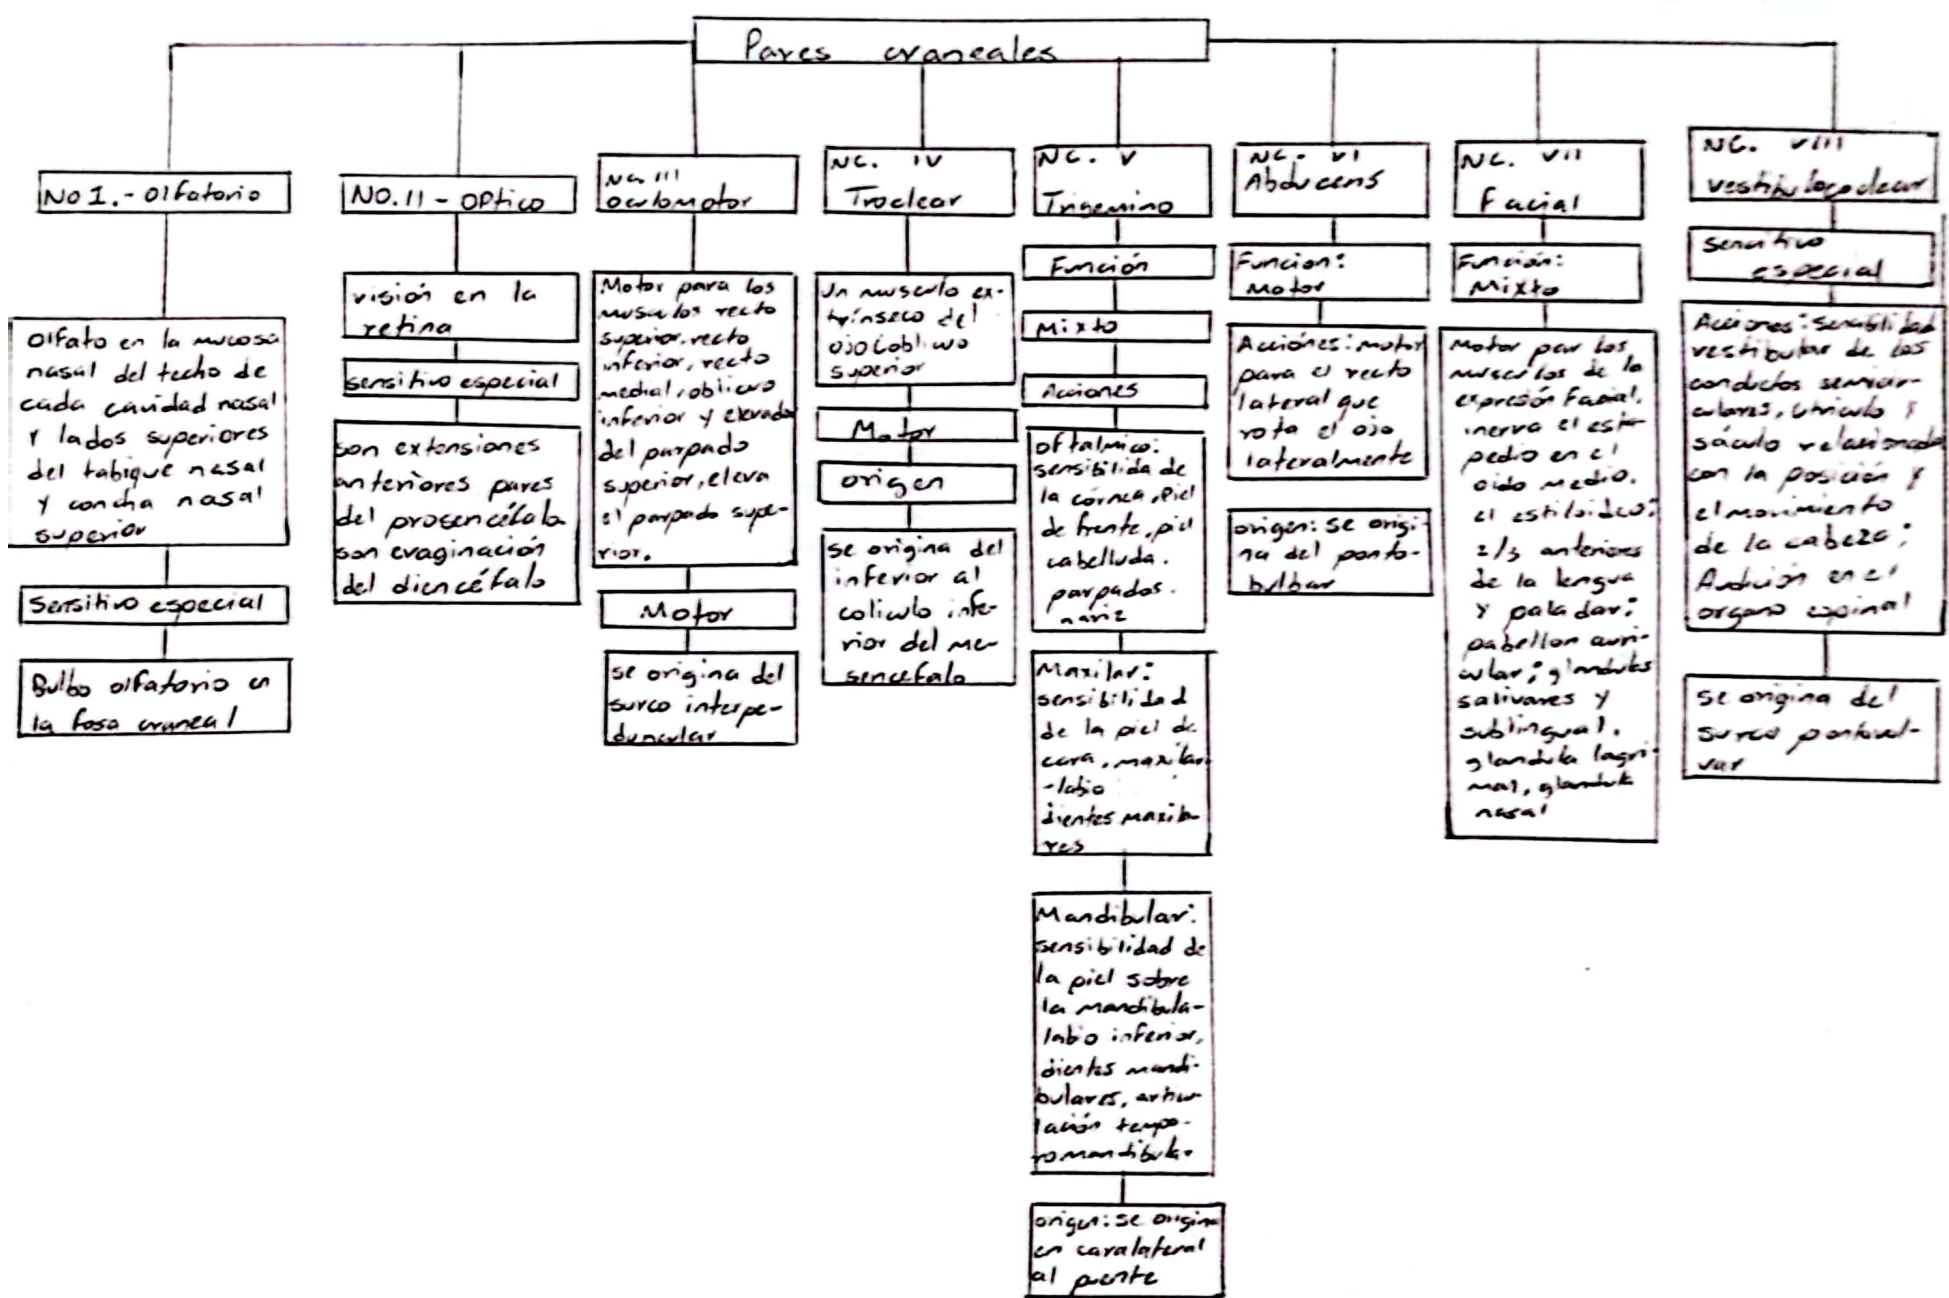 Pares craneales
No I.- Olfatorio
Olfato en la mucosa
nasal del techo de
cada cavidad nasal
y lados superiores
del tabique nasal
y concha nasal
superior
Sensitivo especial
Bulbo olfatorio en
la fosa craneal
NO.II - OPtico
visión en la
retina
sensitivo especial
son extensiones
anteriores pares
del prosencéfalo
son evaginación
del diencéfalo
NC. III
oculomotor
Motor para los
musculos recto
superior, recto
inferior, recto
medial, oblicuo
inferior y elevador
del parpado
superior, eleva
el parpado supe-
rior.
Motor
se origina del
surco interpe-
duncular
NC. IV
Troclear
Un musculo ex-
trínseco del
ojo (oblicuo
superior
Motor
origen
se origina del
inferior al
coliculo infe-
rior del me-
sencefalo
NC. V
Trigemino
Función
Mixto
Acciones
oftalmico:
sensibilida de
la córnea, piel
de frente, piel
cabelluda.
parpados.
nariz
Maxilar:
sensibilidad
de la piel de
cara, maxilar
-labio
dientes maxila-
res
Mandibular:
sensibilidad de
la piel sobre
la mandibula-
labio inferior,
dientes mandi-
bulares, articu-
lación tempo-
romandibular
origen: se origina
en cara lateral
al puente
NC. VI
Abducens
Funcion:
Motor
Acciónes: motor
para el recto
lateral que
rota el ojo
lateralmente
origen: se origi-
na del ponto-
bulbar
NC. VII
Facial
Función:
Mixto
Motor par los
musculos de la
expresión Facial,
inerva el esta-
pedio en el
oido medio,
el estiloideo;
2/3 anteriores
de la lengua
y paladar;
pabellon auri-
cular; glandulas
salivares y
sublingual,
glandula lagri-
mal, glandula
nasal
NC. VIII
vestibulocockear
Sensitivo
especial
Acciones: sensibilidad
vestibular de los
conductos semicir-
culares, utriculo y
sáculo relacionada
con la posición y
el movimiento
de la cabeza;
Audición en el
organo espinal
se origina del
surco pontovul-
var